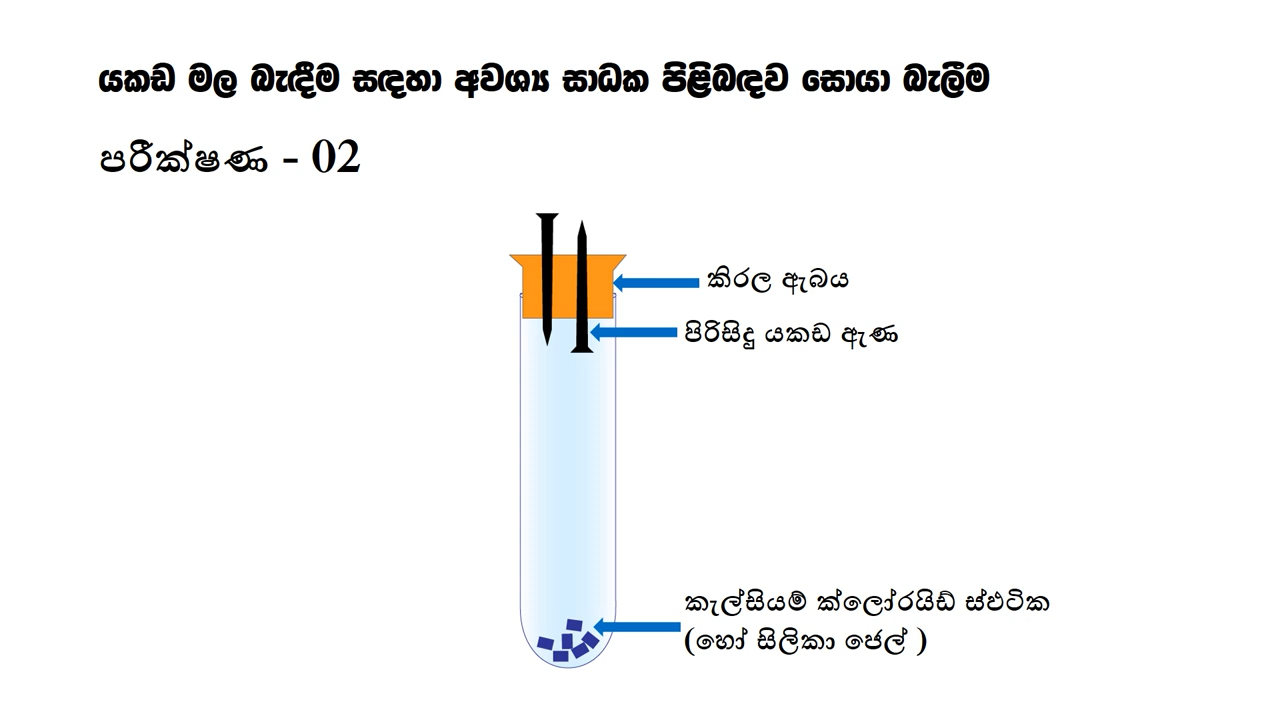 යකඩ මල බැඳීම සඳහා අවශ්‍ය සාධක පිළිබඳව සොයා බැලීම
පරීක්ෂණ - 02
කිරල ඇබය
පිරිසිදු යකඩ ඇණ
කැල්සියම් ක්ලෝරයිඩ් ස්ඵටික
(හෝ සිලිකා ජෙල් )